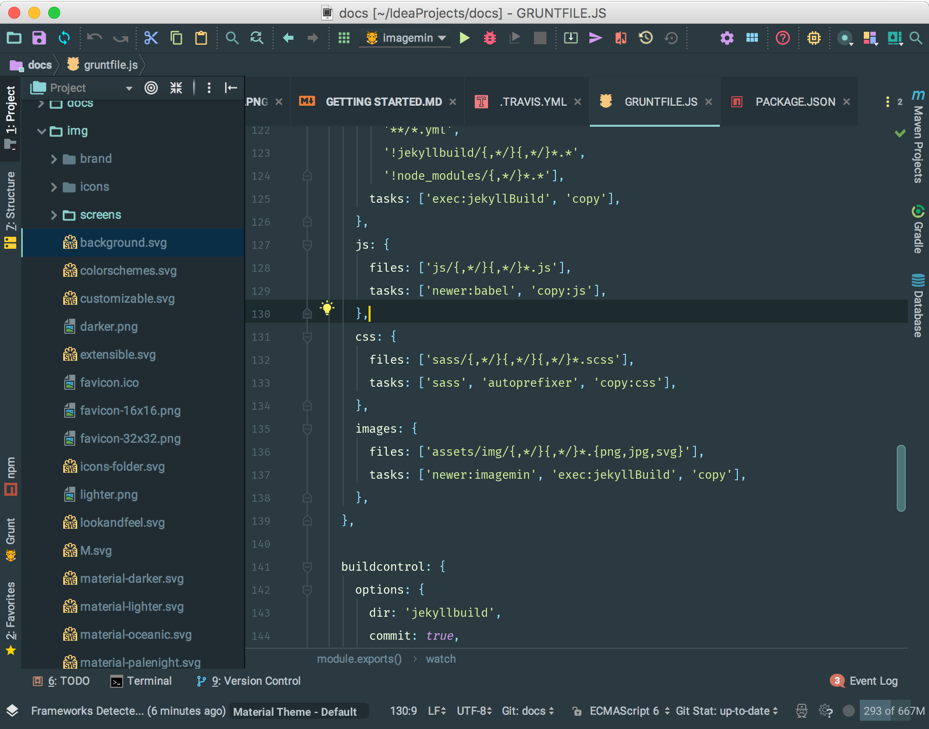 docs [~/IdeaProjects/docs] - GRUNTFILE.JS
imagemin
docs
gruntfile.js
1: Project
7: Structure
npm
Grunt
2: Favorites
Project
docs
img
brand
icons
screens
background.svg
colorschemes.svg
customizable.svg
darker.png
extensible.svg
favicon.ico
favicon-16x16.png
favicon-32x32.png
icons-folder.svg
lighter.png
lookandfeel.svg
M.svg
material-darker.svg
material-lighter.svg
material-oceanic.svg
material-palenight.svg
.PNG × GETTING STARTED.MD × .TRAVIS.YML × GRUNTFILE.JS × PACKAGE.JSON × 2
122 '**/*.yml',
123 '!jekyllbuild/{,*/}{,*/}*.*',
124 '!node_modules/{,*/}*.*'],
125 tasks: ['exec:jekyllBuild', 'copy'],
126 },
127 js: {
128 files: ['js/{,*/}{,*/}*.js'],
129 tasks: ['newer:babel', 'copy:js'],
130 },
131 css: {
132 files: ['sass/{,*/}{,*/}{,*/}*.scss'],
133 tasks: ['sass', 'autoprefixer', 'copy:css'],
134 },
135 images: {
136 files: ['assets/img/{,*/}{,*/}*.{png,jpg,svg}'],
137 tasks: ['newer:imagemin', 'exec:jekyllBuild', 'copy'],
138 },
139 },
140
141 buildcontrol: {
142 options: {
143 dir: 'jekyllbuild',
144 commit: true,
module.exports() › watch
m Maven Projects
Gradle
Database
6: TODO Terminal 9: Version Control 3 Event Log
Frameworks Detecte... (6 minutes ago) Material Theme - Default 130:9 LF UTF-8 Git: docs ECMAScript 6 Git Stat: up-to-date 293 of 667M